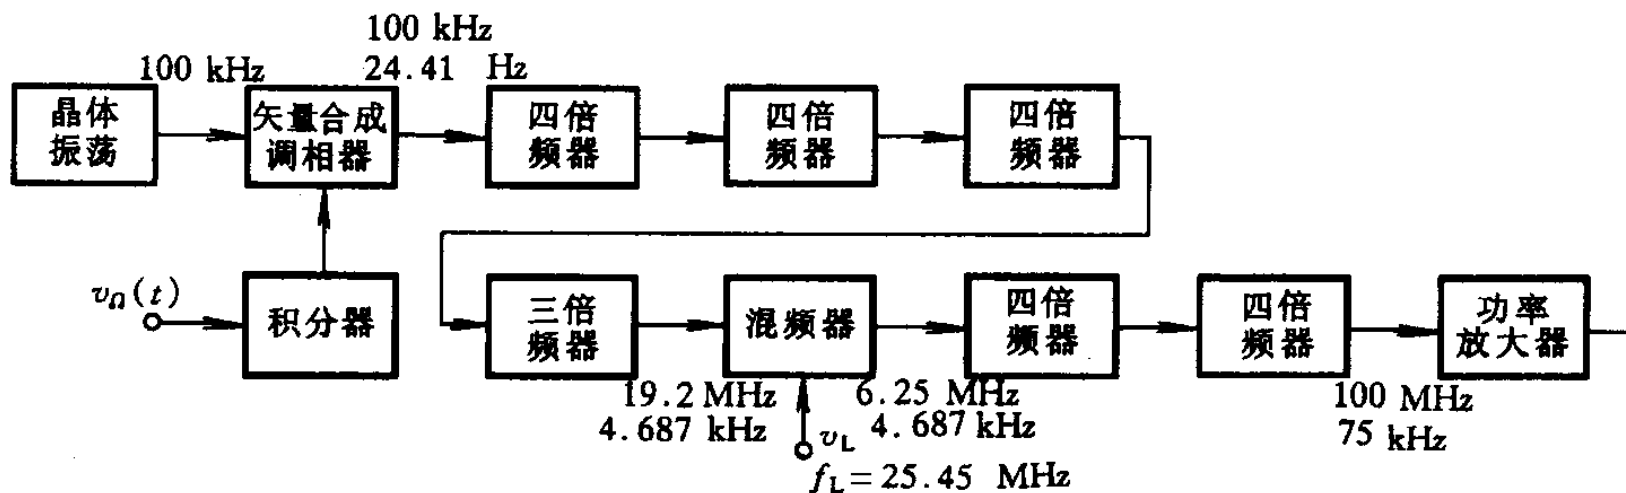 100 kHz
24.41 Hz
100 kHz
晶体
振荡
矢量合成
调相器
四倍
频器
四倍
频器
四倍
频器
v_Ω(t)
积分器
三倍
频器
混频器
四倍
频器
四倍
频器
功率
放大器
19.2 MHz
4.687 kHz
6.25 MHz
4.687 kHz
100 MHz
75 kHz
v_L
f_L=25.45 MHz